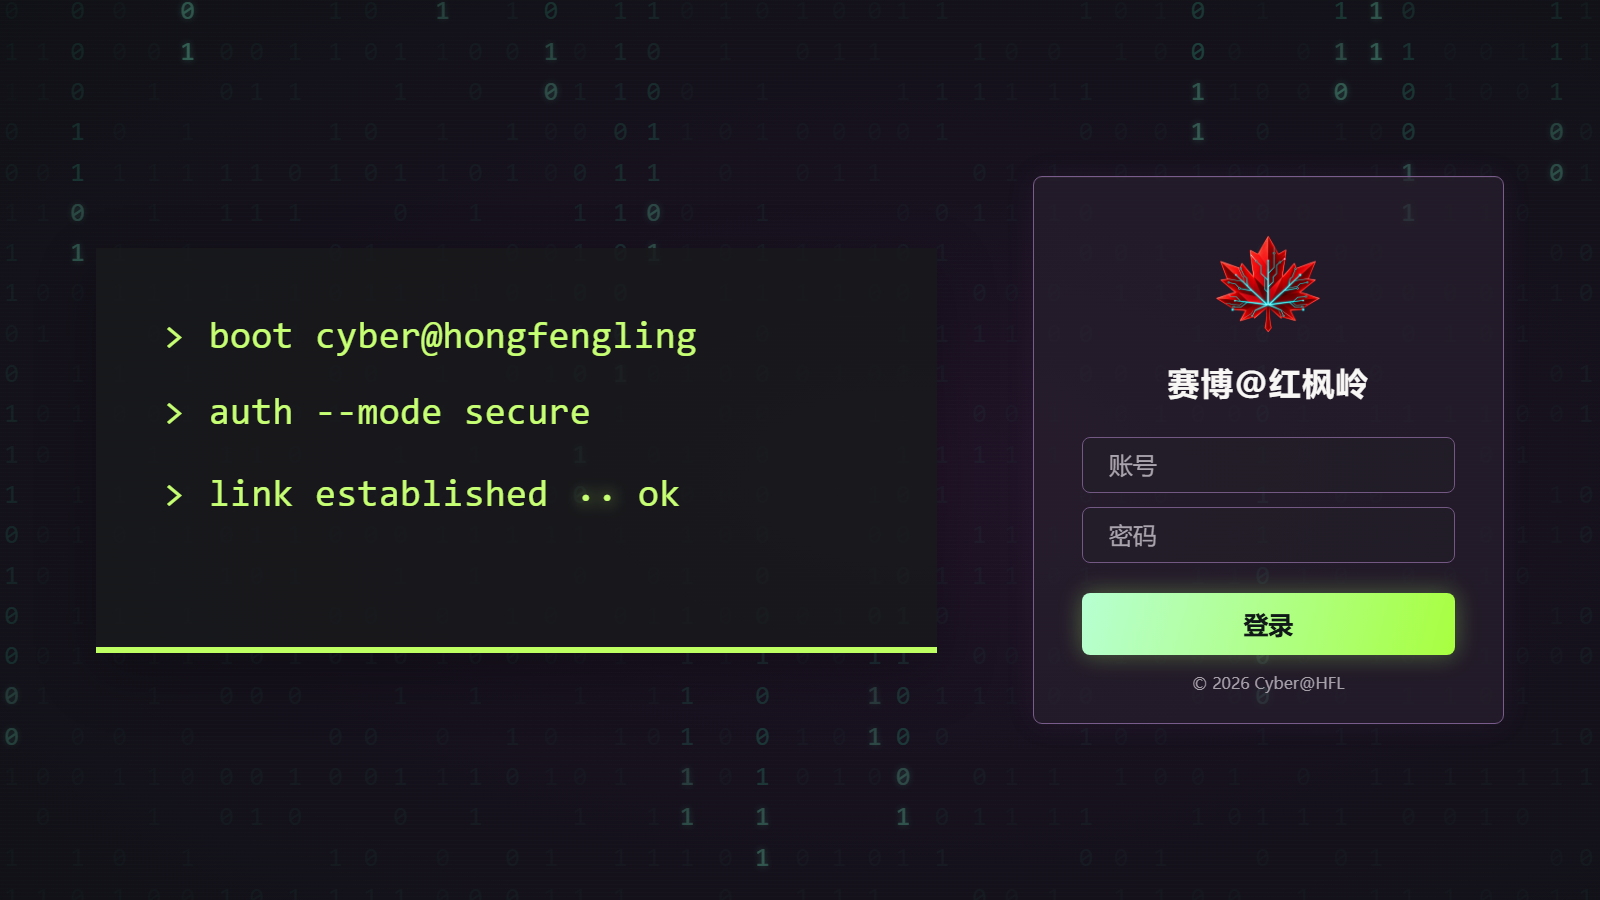 > boot cyber@hongfengling
> auth --mode secure
> link established ·· ok
赛博@红枫岭
账号
密码
登录
© 2026 Cyber@HFL